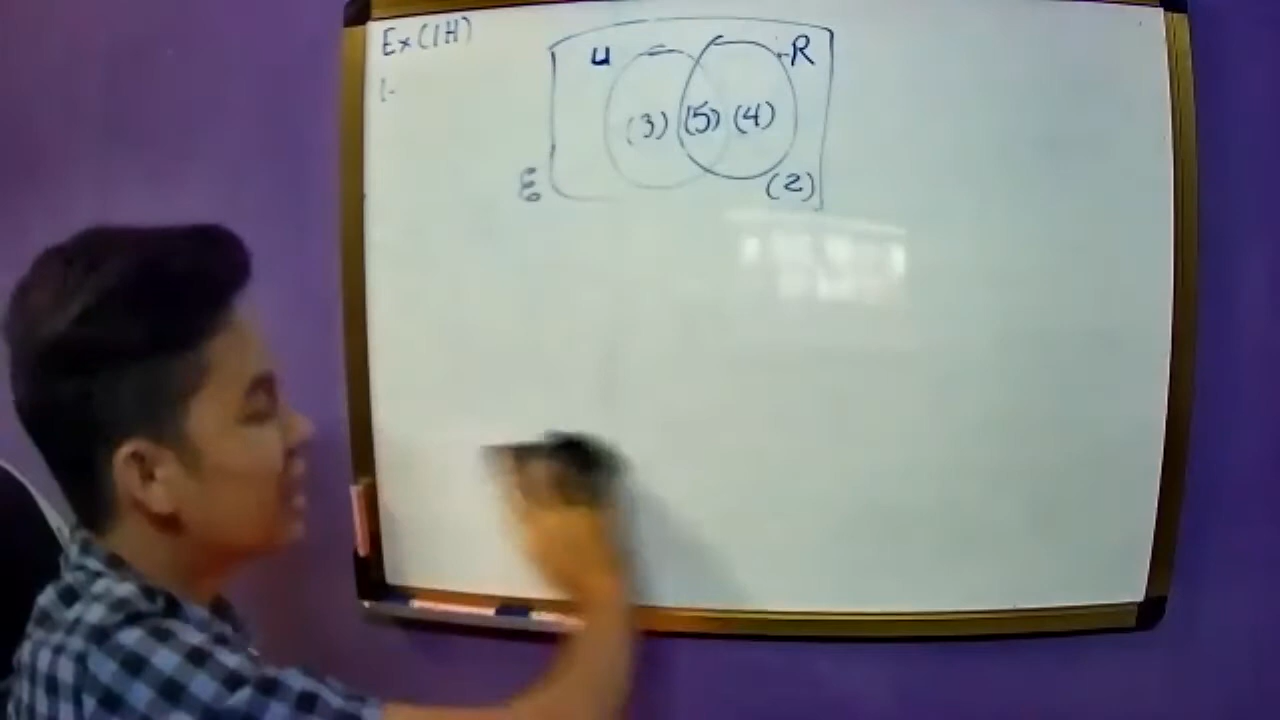 Ex (1H)
1-
U R
(3) (5) (4)
ξ (2)